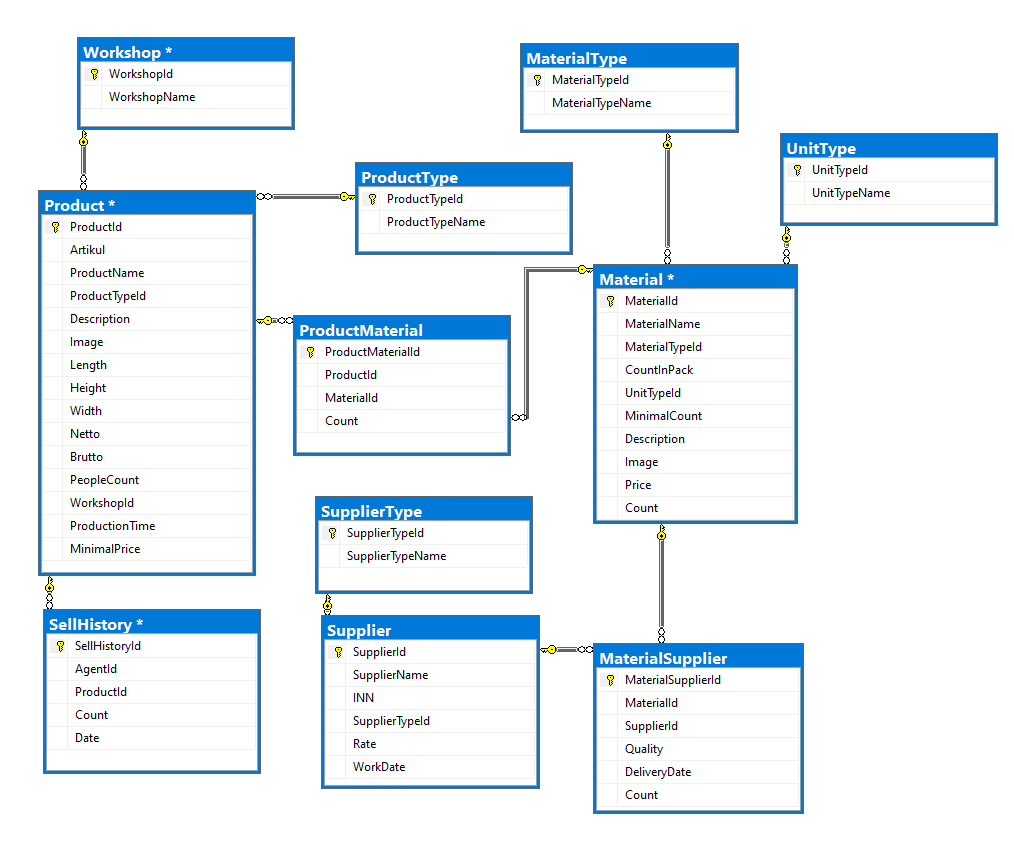 Workshop *
WorkshopId
WorkshopName
MaterialType
MaterialTypeId
MaterialTypeName
UnitType
UnitTypeId
UnitTypeName
ProductType
ProductTypeId
ProductTypeName
Product *
ProductId
Artikul
ProductName
ProductTypeId
Description
Image
Length
Height
Width
Netto
Brutto
PeopleCount
WorkshopId
ProductionTime
MinimalPrice
ProductMaterial
ProductMaterialId
ProductId
MaterialId
Count
Material *
MaterialId
MaterialName
MaterialTypeId
CountInPack
UnitTypeId
MinimalCount
Description
Image
Price
Count
SupplierType
SupplierTypeId
SupplierTypeName
SellHistory *
SellHistoryId
AgentId
ProductId
Count
Date
Supplier
SupplierId
SupplierName
INN
SupplierTypeId
Rate
WorkDate
MaterialSupplier
MaterialSupplierId
MaterialId
SupplierId
Quality
DeliveryDate
Count